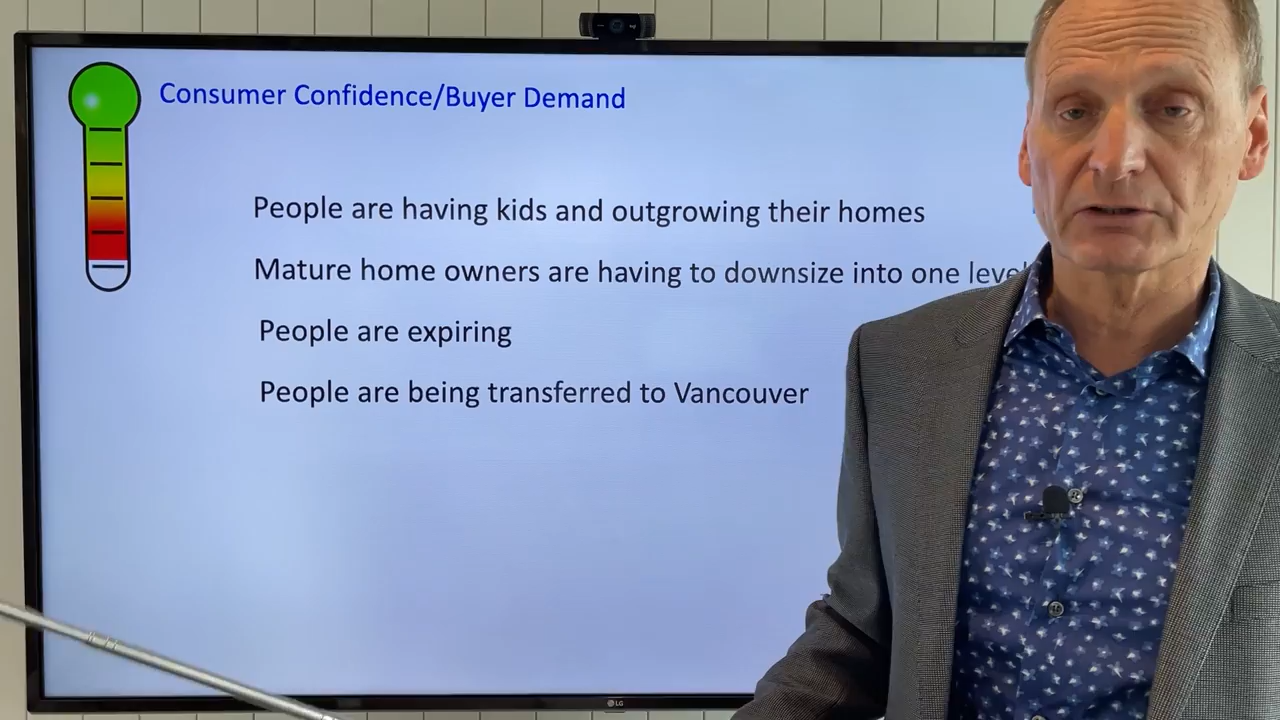 Consumer Confidence/Buyer Demand
People are having kids and outgrowing their homes
Mature home owners are having to downsize into one level
People are expiring
People are being transferred to Vancouver
LG